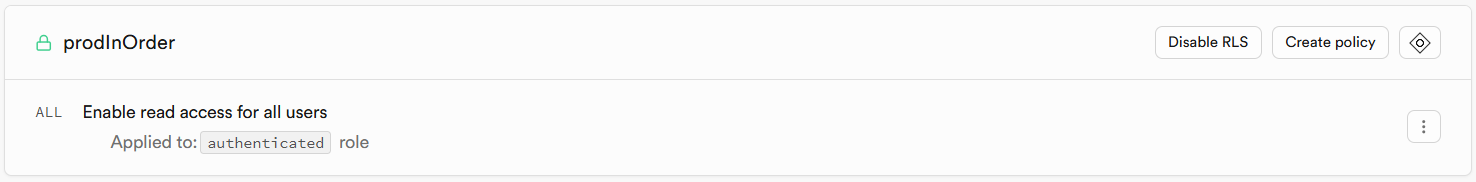 prodInOrder Disable RLS Create policy
ALL Enable read access for all users
Applied to: authenticated role